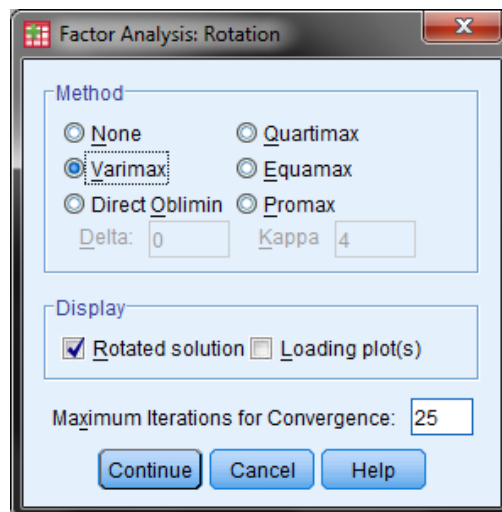 Factor Analysis: Rotation
Method
None Quartimax
Varimax Equamax
Direct Oblimin Promax
Delta: 0 Kappa 4
Display
Rotated solution Loading plot(s)
Maximum Iterations for Convergence: 25
Continue Cancel Help